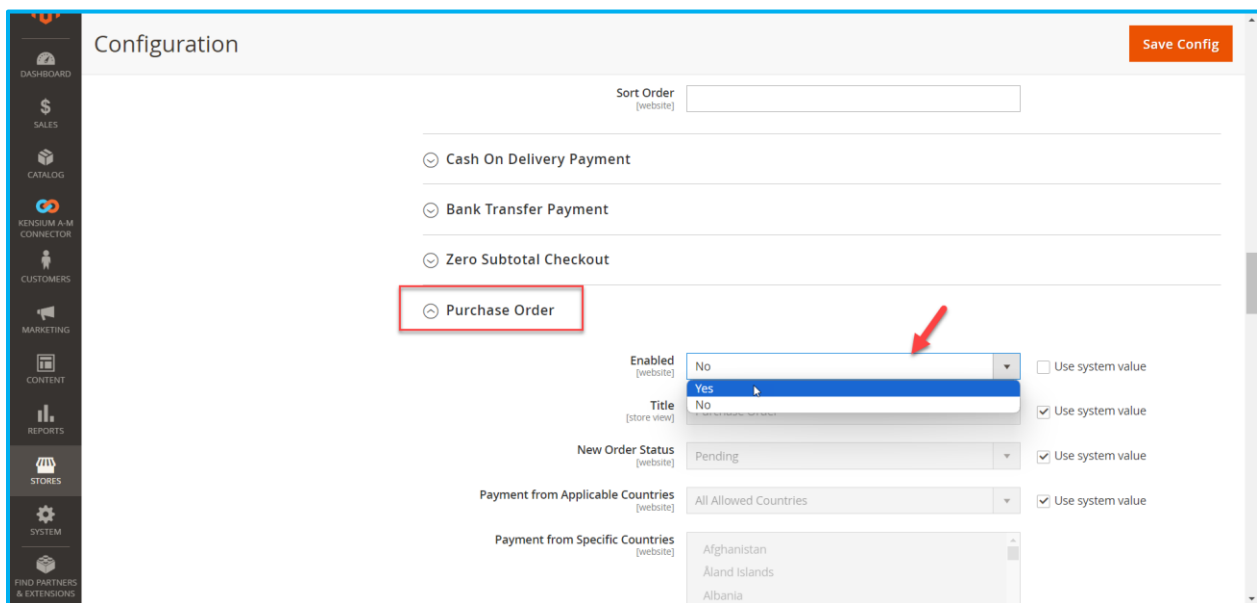 Configuration
Save Config
DASHBOARD
SALES
CATALOG
KENSIUM A-M
CONNECTOR
CUSTOMERS
MARKETING
CONTENT
REPORTS
STORES
SYSTEM
FIND PARTNERS
& EXTENSIONS
Sort Order
[website]
Cash On Delivery Payment
Bank Transfer Payment
Zero Subtotal Checkout
Purchase Order
Enabled
[website]
No
Use system value
Yes
No
Title
[store view]
Purchase Order
Use system value
New Order Status
[website]
Pending
Use system value
Payment from Applicable Countries
[website]
All Allowed Countries
Use system value
Payment from Specific Countries
[website]
Afghanistan
Åland Islands
Albania